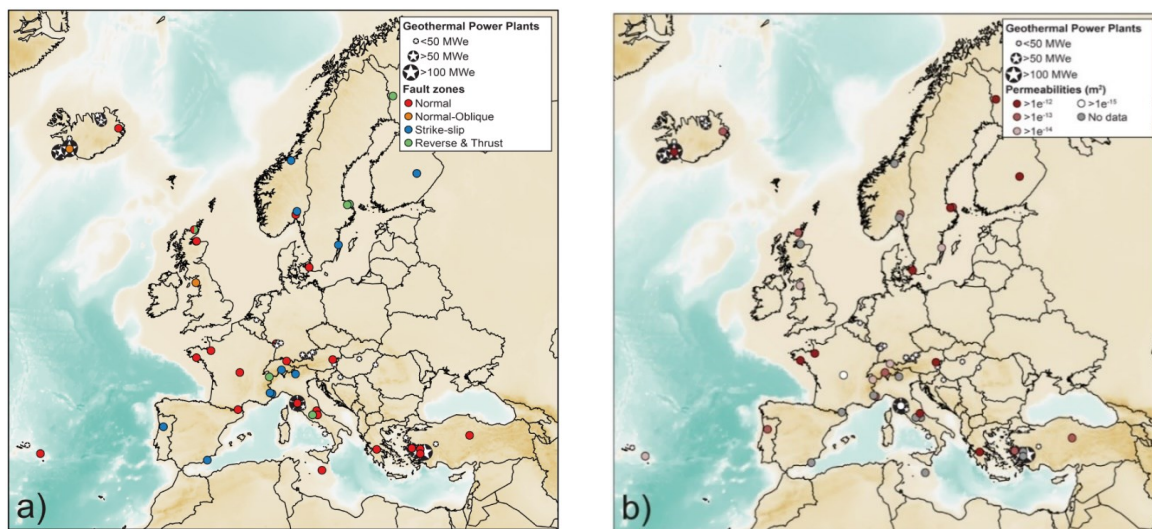 Geothermal Power Plants
<50 MWe
>50 MWe
>100 MWe
Fault zones
Normal
Normal-Oblique
Strike-slip
Reverse & Thrust
a)
Geothermal Power Plants
<50 MWe
>50 MWe
>100 MWe
Permeabilities (m²)
>1e⁻¹² >1e⁻¹⁵
>1e⁻¹³ No data
>1e⁻¹⁴
b)